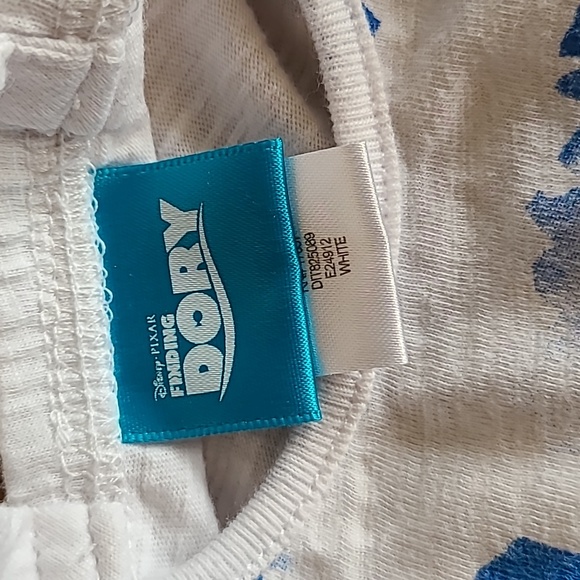 Disney·PIXAR
FINDING
DORY
DIT825089
E24912
WHITE